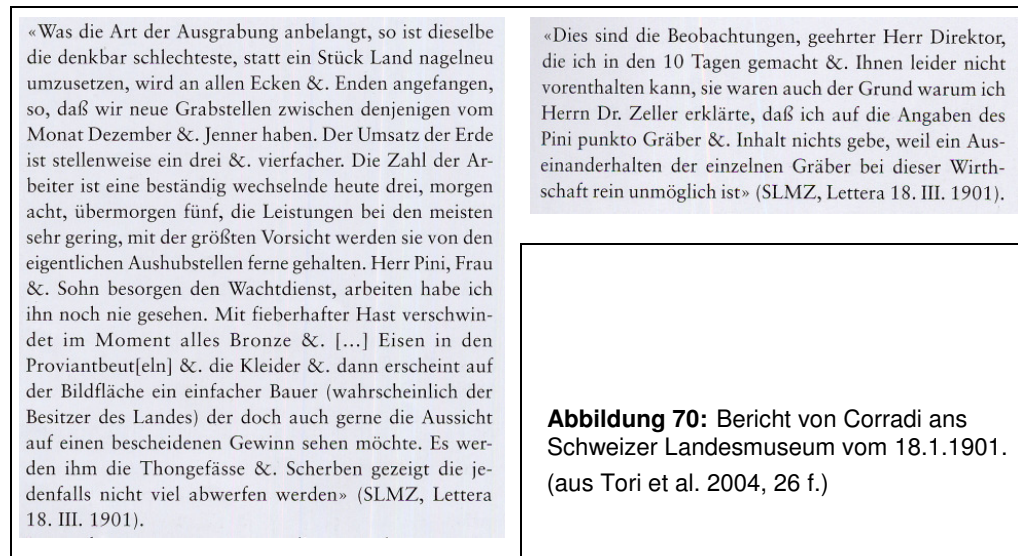 «Was die Art der Ausgrabung anbelangt, so ist dieselbe
die denkbar schlechteste, statt ein Stück Land nagelneu
umzusetzen, wird an allen Ecken &. Enden angefangen,
so, daß wir neue Grabstellen zwischen denjenigen vom
Monat Dezember &. Jenner haben. Der Umsatz der Erde
ist stellenweise ein drei &. vierfacher. Die Zahl der Ar-
beiter ist eine beständig wechselnde heute drei, morgen
acht, übermorgen fünf, die Leistungen bei den meisten
sehr gering, mit der größten Vorsicht werden sie von den
eigentlichen Aushubstellen ferne gehalten. Herr Pini, Frau
&. Sohn besorgen den Wachtdienst, arbeiten habe ich
ihn noch nie gesehen. Mit fieberhafter Hast verschwin-
det im Moment alles Bronze &. [...] Eisen in den
Proviantbeut[eln] &. die Kleider &. dann erscheint auf
der Bildfläche ein einfacher Bauer (wahrscheinlich der
Besitzer des Landes) der doch auch gerne die Aussicht
auf einen bescheidenen Gewinn sehen möchte. Es wer-
den ihm die Thongefässe &. Scherben gezeigt die je-
denfalls nicht viel abwerfen werden» (SLMZ, Lettera
18. III. 1901).
«Dies sind die Beobachtungen, geehrter Herr Direktor,
die ich in den 10 Tagen gemacht &. Ihnen leider nicht
vorenthalten kann, sie waren auch der Grund warum ich
Herrn Dr. Zeller erklärte, daß ich auf die Angaben des
Pini punkto Gräber &. Inhalt nichts gebe, weil ein Aus-
einanderhalten der einzelnen Gräber bei dieser Wirth-
schaft rein unmöglich ist» (SLMZ, Lettera 18. III. 1901).
Abbildung 70: Bericht von Corradi ans
Schweizer Landesmuseum vom 18.1.1901.
(aus Tori et al. 2004, 26 f.)